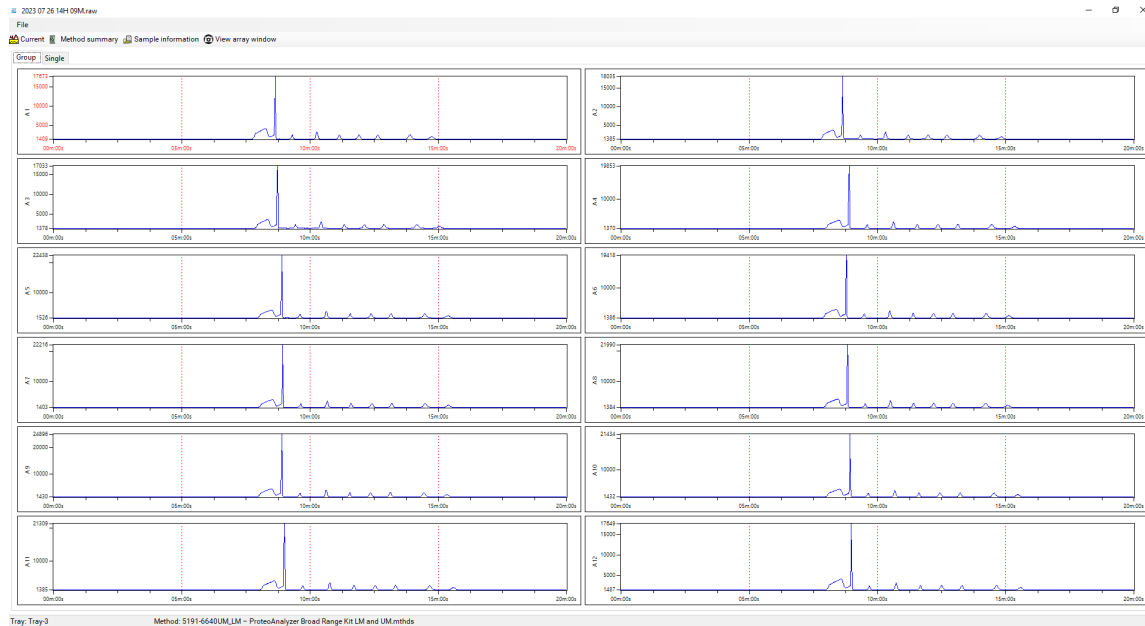 2023 07 26 14H 09M.raw
File
Current Method summary Sample information View array window
Group Single
A1
17673
15000
10000
5000
1409
00m:00s 05m:00s 10m:00s 15m:00s 20m:00s
A2
18035
15000
10000
5000
1385
00m:00s 05m:00s 10m:00s 15m:00s 20m:00s
A3
17033
15000
10000
5000
1378
00m:00s 05m:00s 10m:00s 15m:00s 20m:00s
A4
19853
10000
1370
00m:00s 05m:00s 10m:00s 15m:00s 20m:00s
A5
22438
10000
1526
00m:00s 05m:00s 10m:00s 15m:00s 20m:00s
A6
19418
10000
1388
00m:00s 05m:00s 10m:00s 15m:00s 20m:00s
A7
22216
10000
1403
00m:00s 05m:00s 10m:00s 15m:00s 20m:00s
A8
21990
10000
1384
00m:00s 05m:00s 10m:00s 15m:00s 20m:00s
A9
24896
20000
10000
1430
00m:00s 05m:00s 10m:00s 15m:00s 20m:00s
A10
21434
10000
1432
00m:00s 05m:00s 10m:00s 15m:00s 20m:00s
A11
21309
10000
1385
00m:00s 05m:00s 10m:00s 15m:00s 20m:00s
A12
17649
15000
10000
5000
1487
00m:00s 05m:00s 10m:00s 15m:00s 20m:00s
Tray: Tray-3 Method: 5191-6640UM_LM – ProteoAnalyzer Broad Range Kit LM and UM.mthds